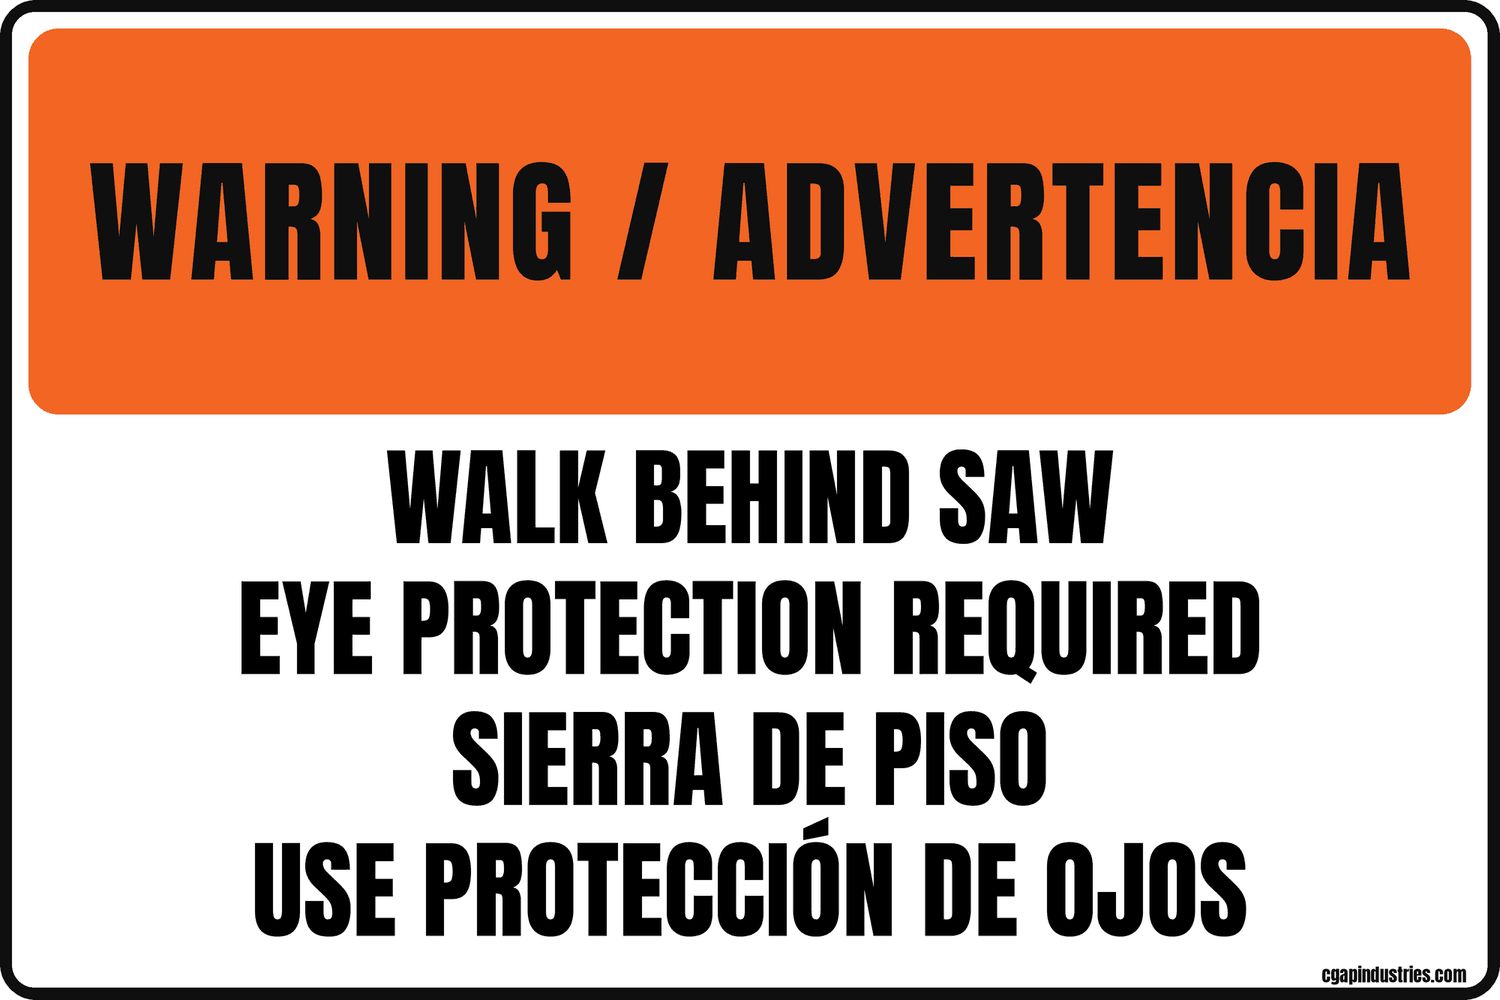 WARNING / ADVERTENCIA
WALK BEHIND SAW
EYE PROTECTION REQUIRED
SIERRA DE PISO
USE PROTECCIÓN DE OJOS
cgapindustries.com